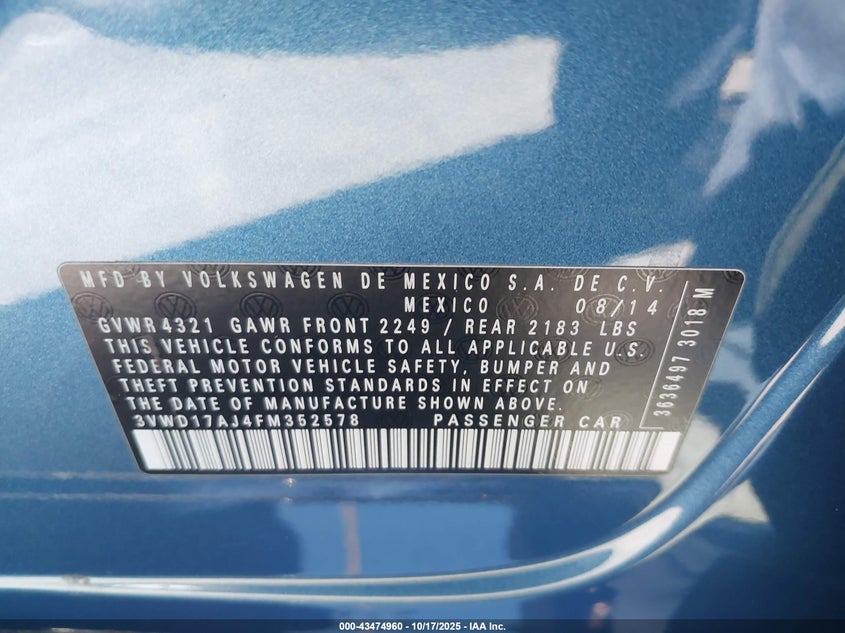 MFD BY VOLKSWAGEN DE MEXICO S.A. DE C.V.
MEXICO 08/14
GVWR 4321 GAWR FRONT 2249 / REAR 2183 LBS
THIS VEHICLE CONFORMS TO ALL APPLICABLE U.S.
FEDERAL MOTOR VEHICLE SAFETY, BUMPER AND
THEFT PREVENTION STANDARDS IN EFFECT ON
THE DATE OF MANUFACTURE SHOWN ABOVE.
3VWD17AJ4FM352578 PASSENGER CAR
3636497 3018 M
000-43474960 - 10/17/2025 - IAA Inc.